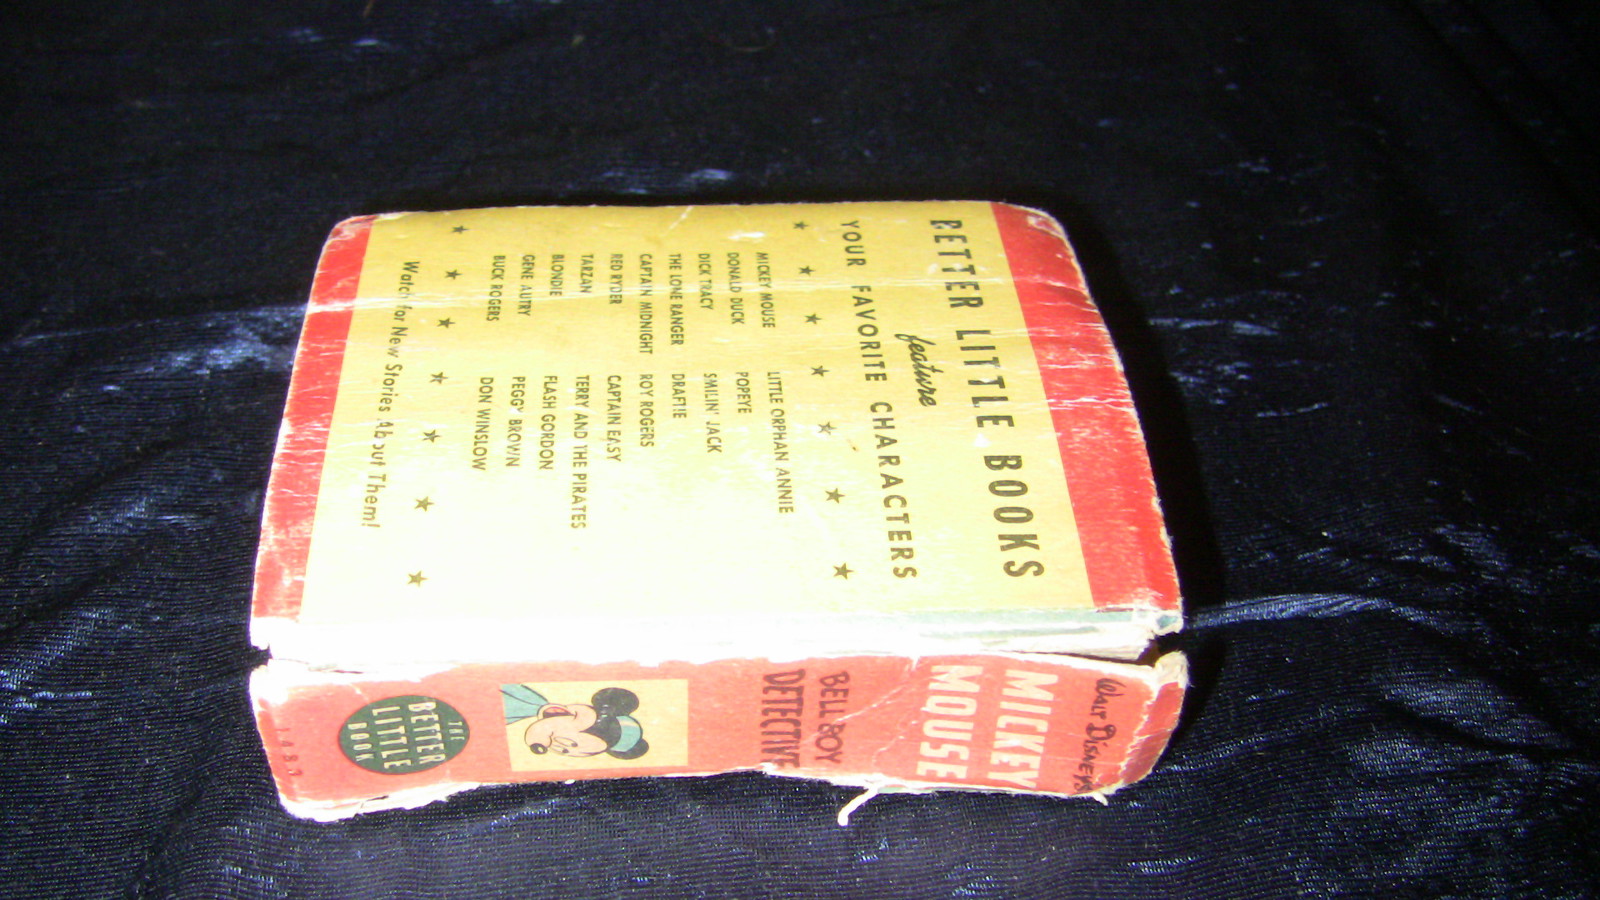 BETTER LITTLE BOOKS
feature
YOUR FAVORITE CHARACTERS
MICKEY MOUSE
DONALD DUCK
DICK TRACY
THE LONE RANGER
CAPTAIN MIDNIGHT
RED RYDER
TARZAN
BLONDIE
GENE AUTRY
BUCK ROGERS
LITTLE ORPHAN ANNIE
POPEYE
SMILIN' JACK
DRAFTIE
ROY ROGERS
CAPTAIN EASY
TERRY AND THE PIRATES
FLASH GORDON
PEGGY BROWN
DON WINSLOW
Watch for New Stories About Them!
WALT DISNEY'S
MICKEY
MOUSE
BELL BOY
DETECTIVE
THE
BETTER
LITTLE
BOOK
1483